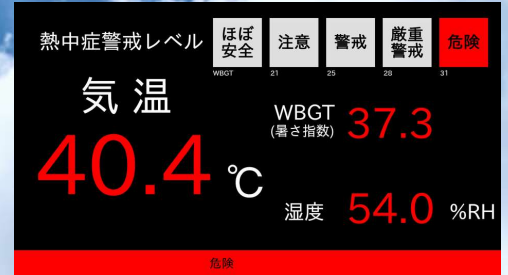 熱中症警戒レベル
ほぼ
安全
注意
警戒
厳重
警戒
危険
WBGT 21 25 28 31
気温
40.4 ℃
WBGT
(暑さ指数) 37.3
湿度 54.0 %RH
危険